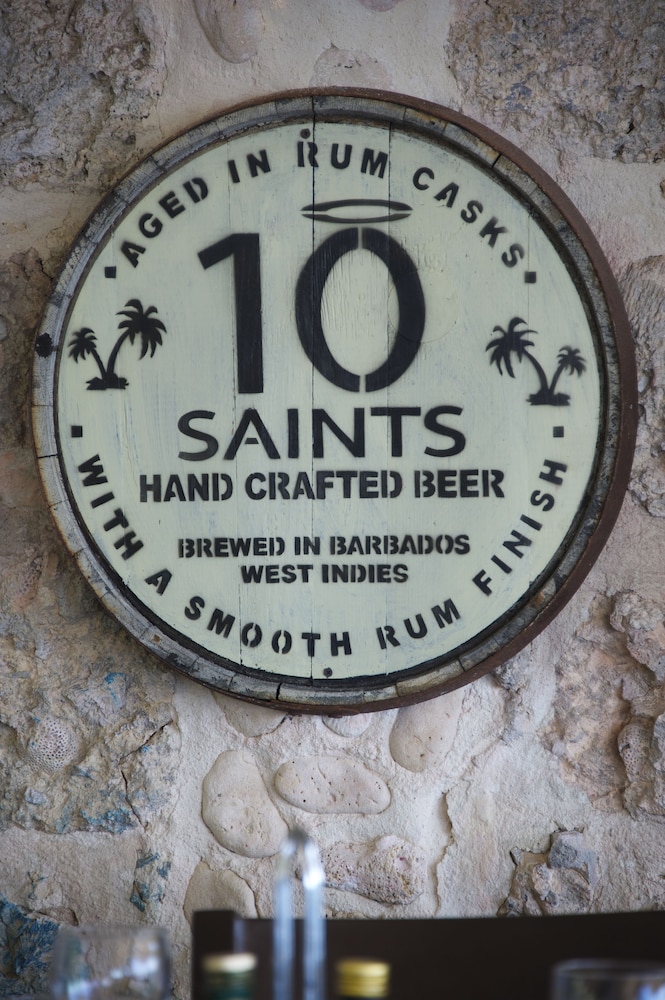 AGED IN RUM CASKS
10
SAINTS
HAND CRAFTED BEER
BREWED IN BARBADOS
WEST INDIES
WITH A SMOOTH RUM FINISH